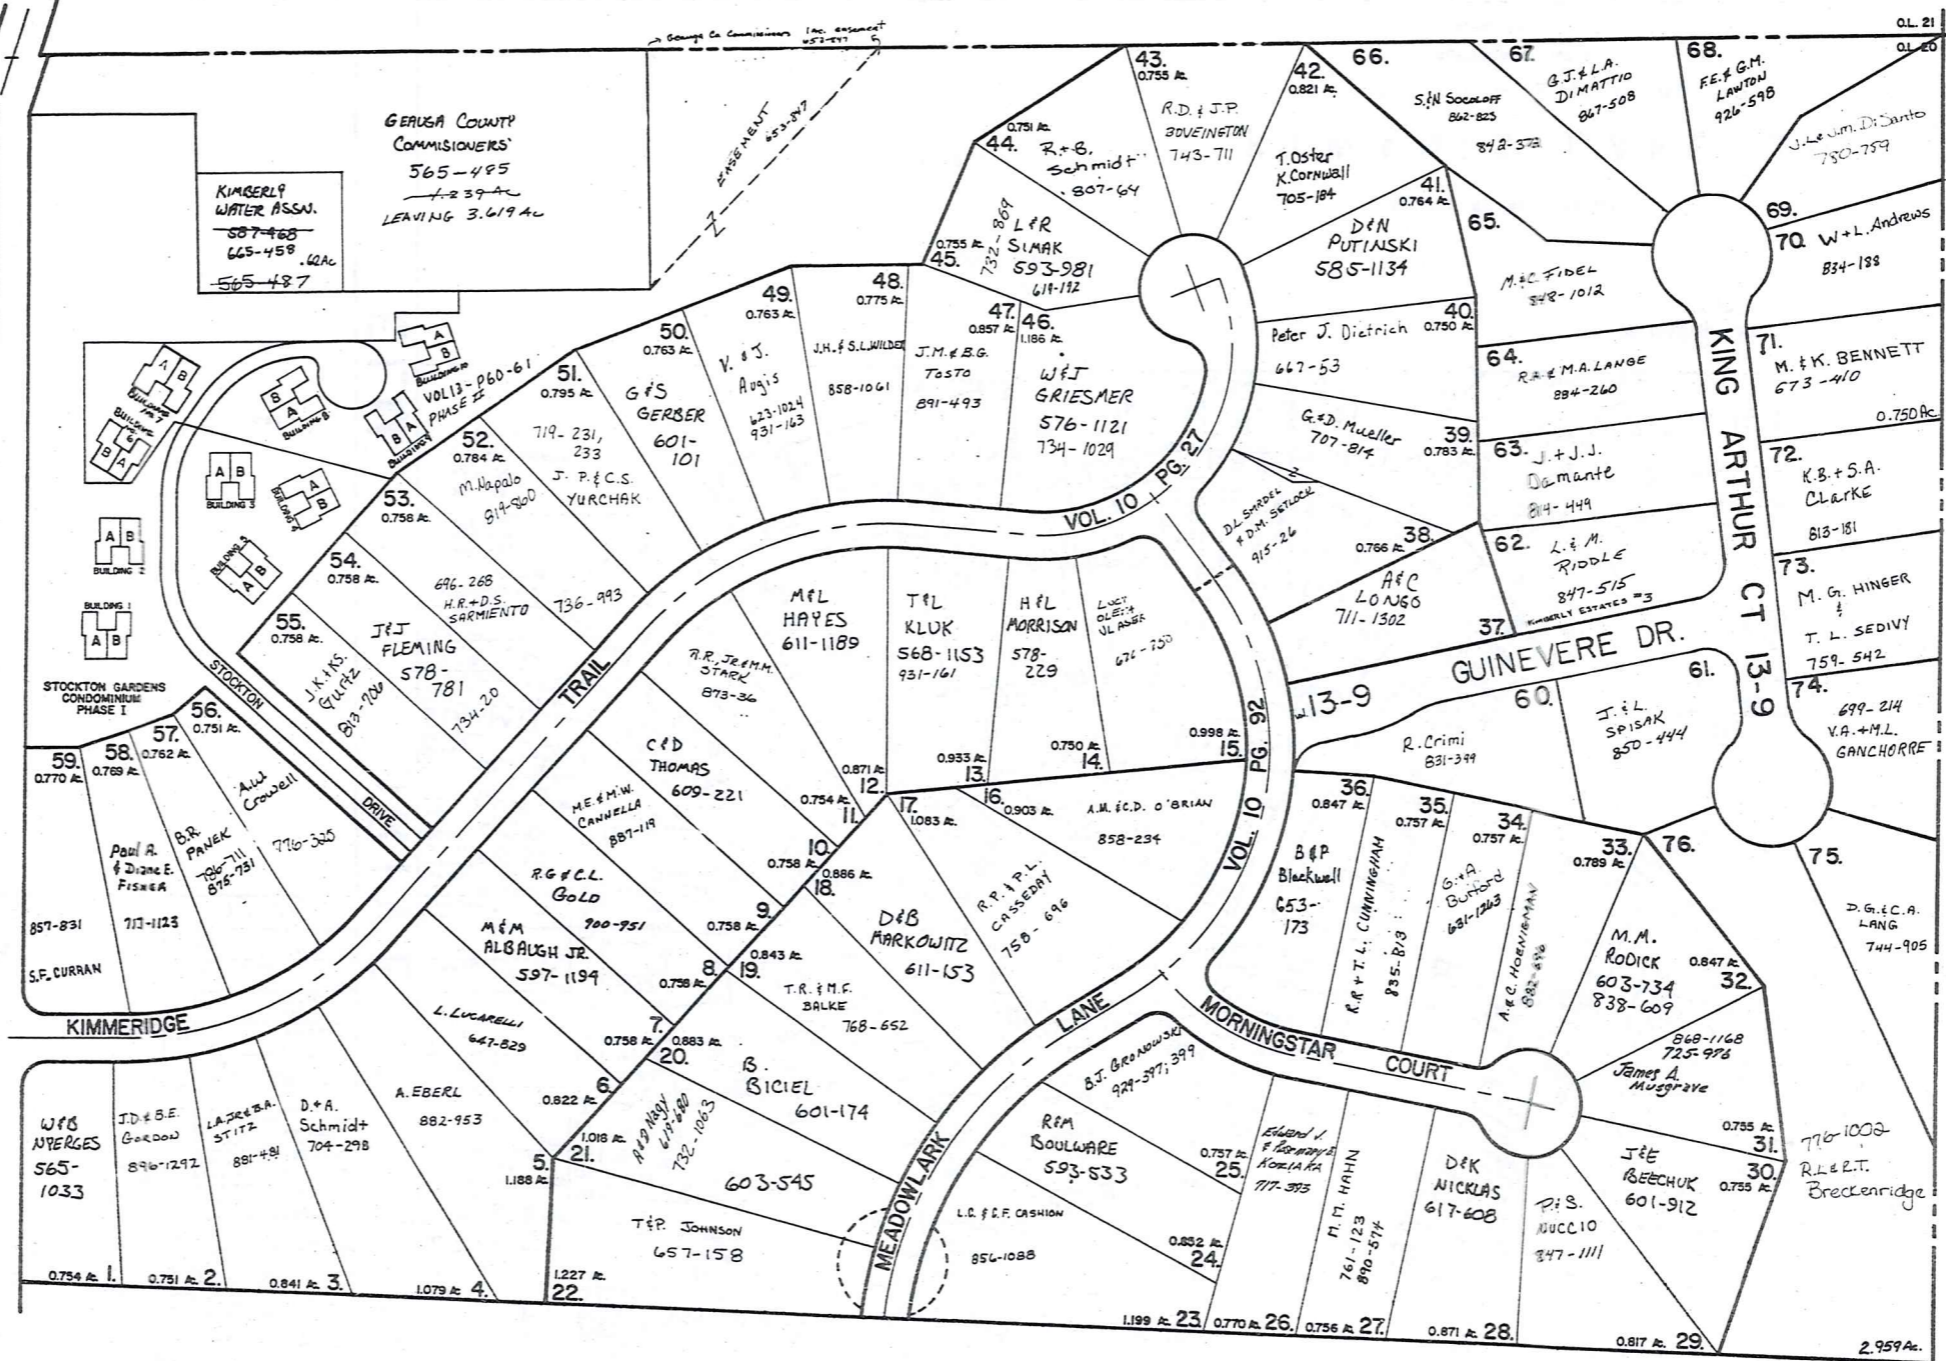 O.L. 21
O.L. 20
Geauga Co Commissioners Inc. easement
653-847
EASEMENT
653-847
Z
GEAUGA COUNTY
COMMISIONERS'
565-495
1.239 Ac
LEAVING 3.619 Ac
KIMBERLY
WATER ASSN.
587-468
665-458
.62Ac
565-487
43.
0.755 Ac.
R.D. & J.P.
BOVEINGTON
743-711
42.
0.821 Ac.
T. Oster
K. Cornwall
705-184
66.
S.&N SOCOLOFF
862-823
842-372
67.
G.J. & L.A.
DIMATTIO
867-508
68.
F.E. & G.M.
LAWTON
926-598
J.L & J.M. DiSanto
780-759
69.
70. W+L. Andrews
834-188
0.751 Ac.
44.
R.+B.
Schmidt
807-64
0.755 Ac.
45.
732-869
L&R
SIMAK
593-981
619-192
41.
0.764 Ac.
D&N
PUTINSKI
585-1134
65.
M.&C. FIDEL
848-1012
40.
0.750 Ac.
Peter J. Dietrich
667-53
64.
R.A. & M.A. LANGE
884-260
71.
M. & K. BENNETT
673-410
0.750 Ac.
39.
0.783 Ac.
G.&D. Mueller
707-814
63.
J.+J.J.
Damante
814-449
72.
K.B.+S.A.
CLARKE
813-181
D.L. SMRDEL
& D.M. SETLOCK
915-26
38.
0.766 Ac.
A&C
LONGO
711-1302
37.
62.
L. & M.
RIDDLE
847-515
KIMBERLY ESTATES #3
73.
M. G. HINGER
&
T. L. SEDIVY
759-542
74.
699-214
V.A.+M.L.
GANCHORRE
KING ARTHUR CT 13-9
GUINEVERE DR.
13-9
48.
0.775 Ac.
J.H. & S.L. WILDER
858-1061
47.
0.857 Ac.
J.M. & B.G.
TOSTO
891-493
46.
1.186 Ac.
W&J
GRIESMER
576-1121
734-1029
49.
0.763 Ac.
V. & J.
Augis
623-1024
931-163
50.
0.763 Ac.
G&S
GERBER
601-
101
51.
0.795 Ac.
719-231,
233
J. P. & C.S.
YURCHAK
736-993
52.
0.784 Ac.
M. Napalo
819-860
53.
0.758 Ac.
696-268
H.R.+D.S.
SARMIENTO
54.
0.758 Ac.
J&J
FLEMING
578-
781
734-20
55.
0.758 Ac.
J.K.+K.S.
Gurtz
813-706
VOL13-P60-61
PHASE II
A B
BUILDING 10
A B
BUILDING 9
A B
BUILDING 8
A B
BUILDING 7
A B
BUILDING 6
A B
BUILDING 5
A B
BUILDING 4
A B
BUILDING 3
A B
BUILDING 2
BUILDING 1
A B
STOCKTON GARDENS
CONDOMINIUM
PHASE I
STOCKTON DRIVE
56.
0.751 Ac.
A.W.
Crowell
776-325
57.
0.762 Ac.
B.R.
PANEK
786-711
875-731
58.
0.769 Ac.
Paul A.
& Diane E.
FISHER
713-1123
59.
0.770 Ac.
857-831
S.F. CURRAN
KIMMERIDGE TRAIL
VOL. 10 PG. 27
VOL. 10 PG. 92
M&L
HAYES
611-1189
0.871 Ac.
12.
T&L
KLUK
568-1153
931-161
0.933 Ac.
13.
H&L
MORRISON
578-
229
0.750 Ac.
14.
676-750
0.998 Ac.
15.
R.R. JR & M.M.
STARK
873-36
0.754 Ac.
11.
C&D
THOMAS
609-221
10.
0.758 Ac.
M.E. & M.W.
CANNELLA
887-119
9.
0.758 Ac.
R.G & C.L.
GOLD
900-951
8.
0.758 Ac.
M&M
ALBAUGH JR.
597-1194
7.
0.758 Ac.
L. LUCARELLI
647-829
6.
0.822 Ac.
A. EBERL
882-953
5.
1.188 Ac.
W&B
NYERGES
565-
1033
0.754 Ac. 1.
J.D. & B.E.
GORDON
896-1292
0.751 Ac. 2.
L.A. JR & B.A.
STITZ
881-481
0.841 Ac. 3.
D.+A.
Schmidt
704-298
1.079 Ac. 4.
16.
0.903 Ac.
A.M. & C.D. O'BRIAN
858-234
17.
1.083 Ac.
R.P. & P.L.
CASSEDAY
758-696
0.886 Ac.
18.
D&B
MARKOWITZ
611-153
0.843 Ac.
19.
T.R. & M.F.
BALKE
768-652
0.883 Ac.
20.
B.
BICIEL
601-174
1.018 Ac.
21.
A&D Nagy
619-680
732-1063
603-545
T&P. JOHNSON
657-158
1.227 Ac.
22.
MEADOWLARK LANE
MORNINGSTAR COURT
R. Crimi
831-399
60.
J. & L.
SPISAK
850-444
61.
36.
0.847 Ac.
B&P
Blackwell
653-
173
35.
0.757 Ac.
R.R + T.L. CUNNINGHAM
835-813
34.
0.757 Ac.
G.+A.
Burford
631-1263
33.
0.789 Ac.
A.&C. HOENIGMAN
882-696
76.
75.
D.G. & C.A.
LANG
744-905
M.M.
RODICK
603-734
838-609
0.847 Ac.
32.
868-1168
725-976
James A.
Musgrave
0.755 Ac.
31.
30.
0.755 Ac.
J&E
BEECHUK
601-912
776-1002
R.L & R.T.
Breckenridge
2.959 Ac.
B.J. GRONOWSKI
929-397,399
R&M
BOULWARE
593-533
0.757 Ac.
25.
L.C. & C.F. CASHION
856-1088
0.832 Ac.
24.
1.199 Ac. 23.
Edward J.
& Rosemary E
KOZIARA
717-393
0.770 Ac. 26.
M. M. HAHN
761-123
890-574
0.756 Ac. 27.
D&K
NICKLAS
617-608
0.871 Ac. 28.
P. & S.
NUCCIO
847-1111
0.817 Ac. 29.